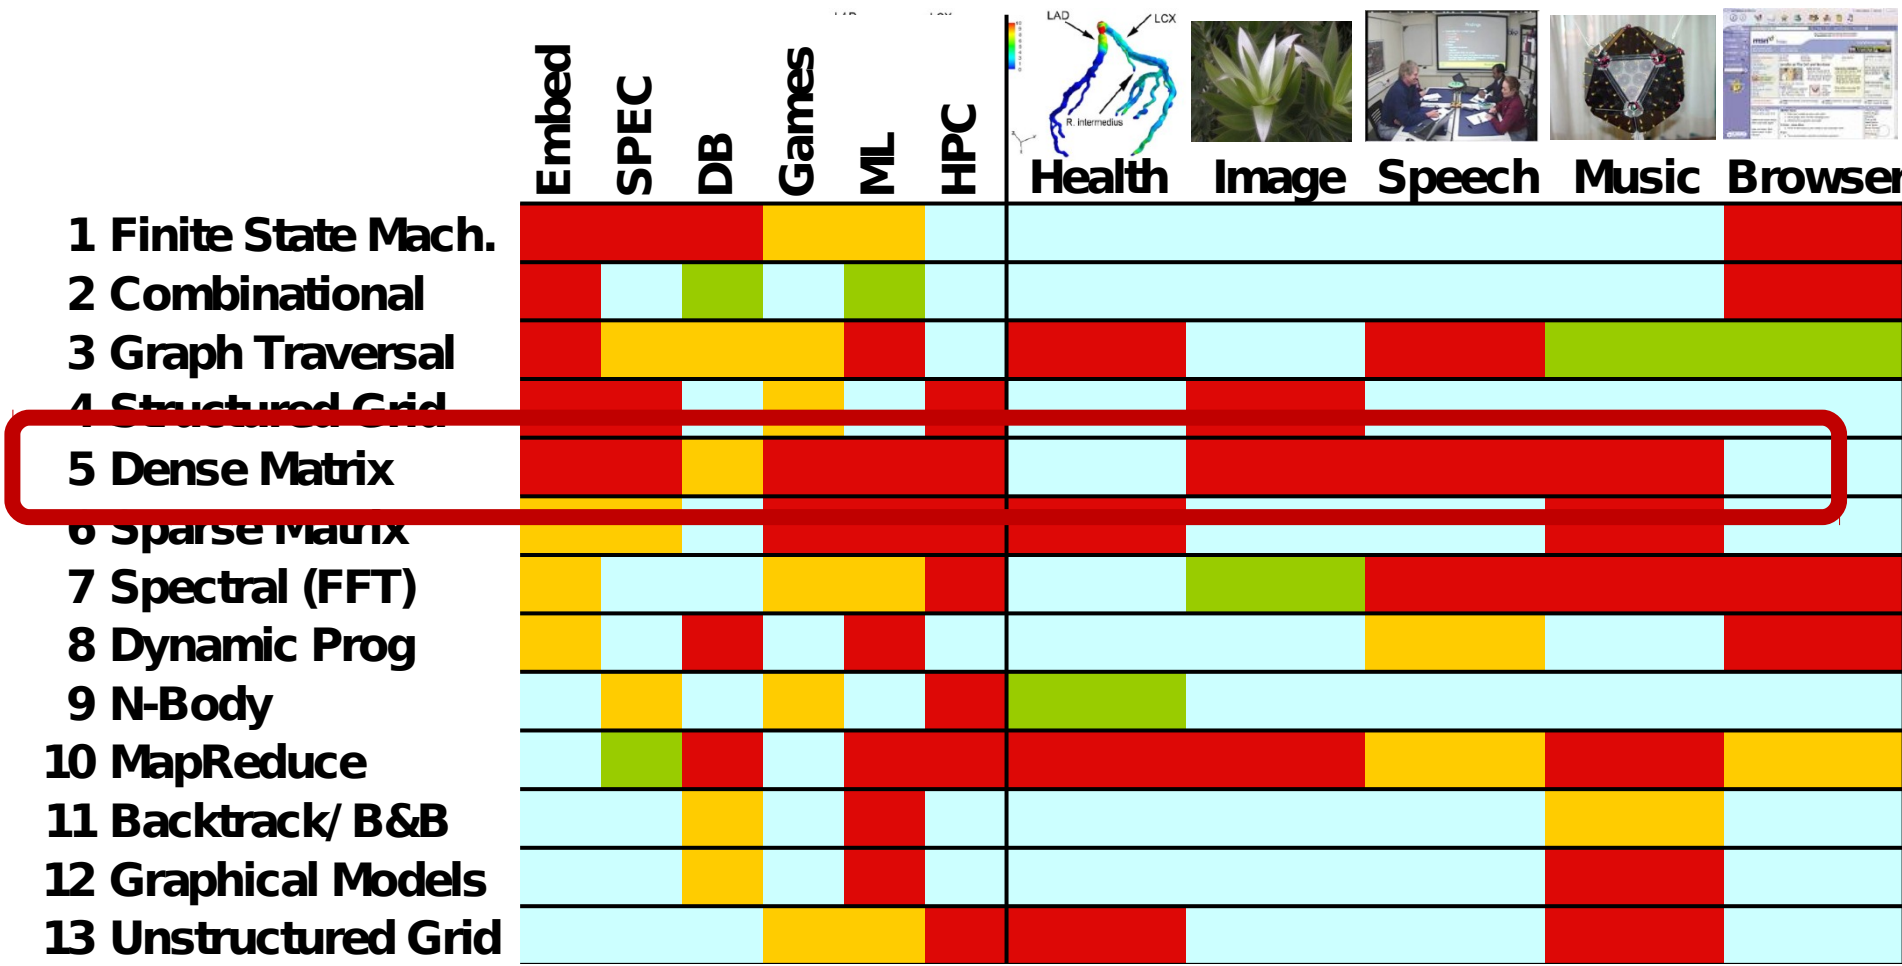 LAD
LCX
R. intermedius
Embed
SPEC
DB
Games
ML
HPC
Health
Image
Speech
Music
Browser
1 Finite State Mach.
2 Combinational
3 Graph Traversal
4 Structured Grid
5 Dense Matrix
6 Sparse Matrix
7 Spectral (FFT)
8 Dynamic Prog
9 N-Body
10 MapReduce
11 Backtrack/ B&B
12 Graphical Models
13 Unstructured Grid